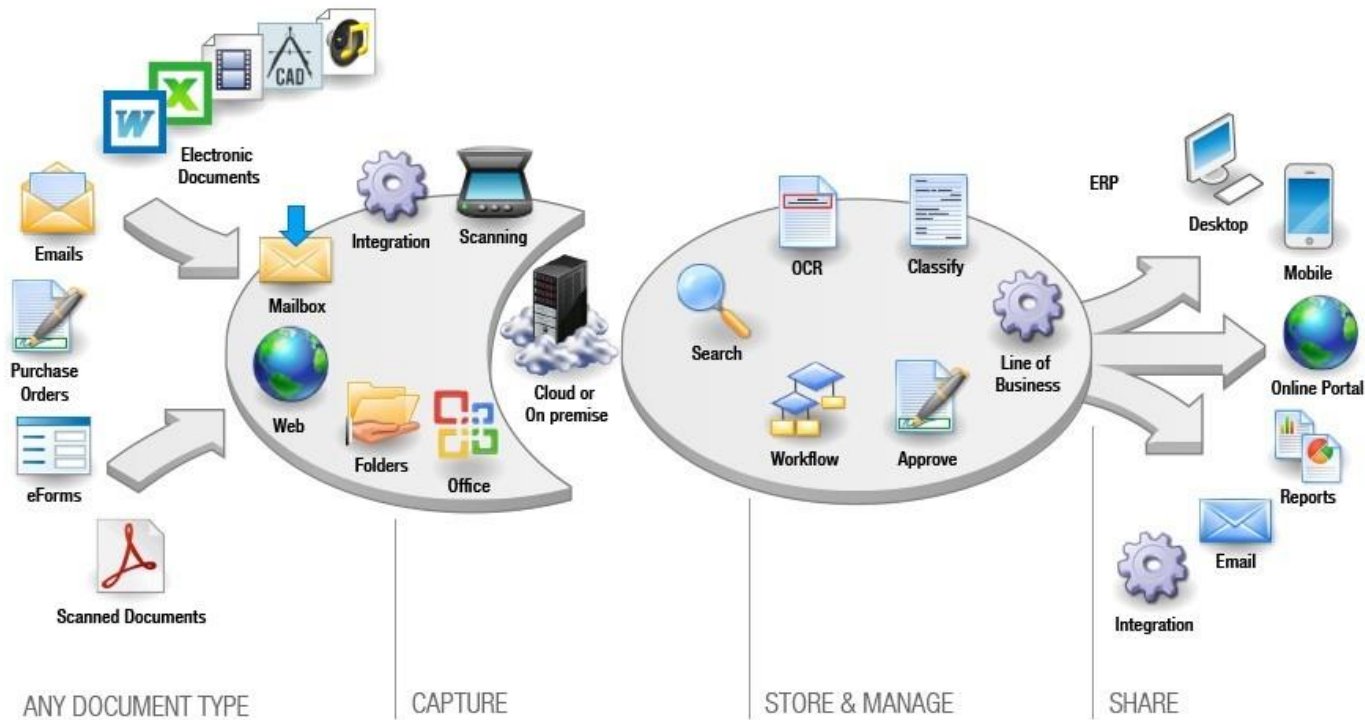 CAD
W
X
Electronic
Documents
Emails
Purchase
Orders
eForms
Scanned Documents
Integration
Scanning
Mailbox
Web
Folders
Office
Cloud or
On premise
OCR
Classify
Search
Line of
Business
Workflow
Approve
ERP
Desktop
Mobile
Online Portal
Reports
Email
Integration
ANY DOCUMENT TYPE
CAPTURE
STORE & MANAGE
SHARE